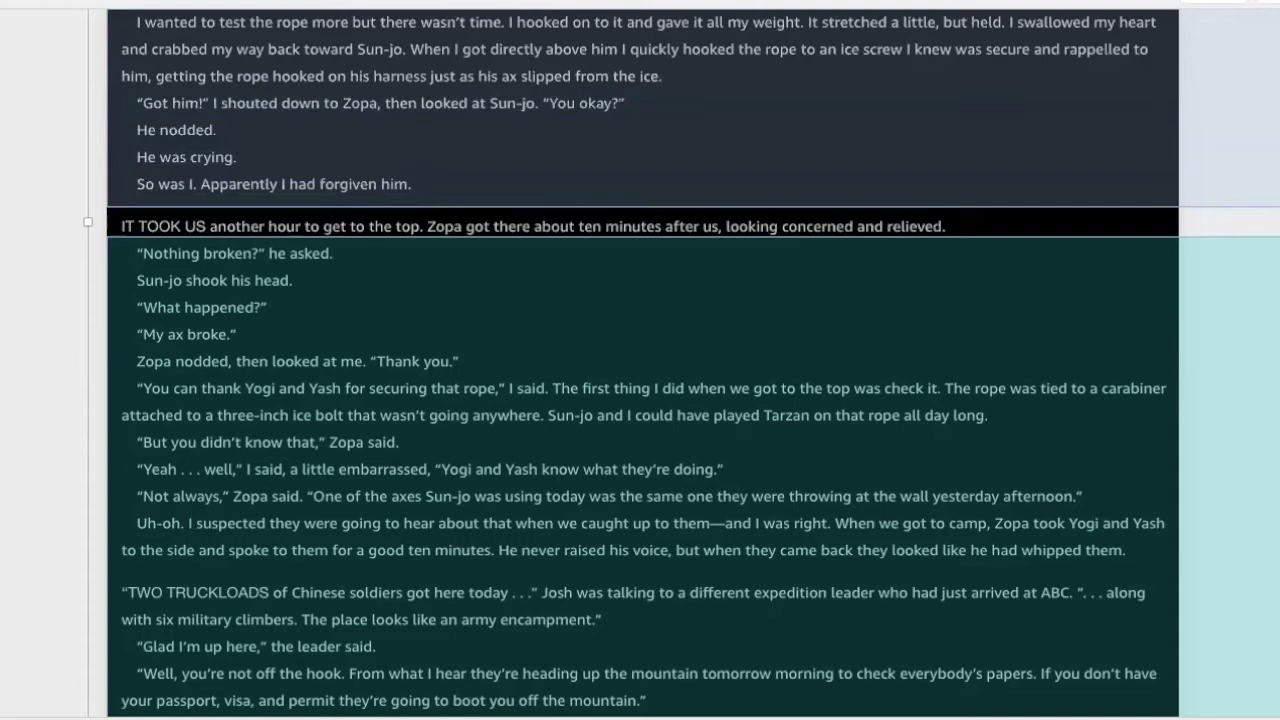 I wanted to test the rope more but there wasn’t time. I hooked on to it and gave it all my weight. It stretched a little, but held. I swallowed my heart
and crabbed my way back toward Sun-jo. When I got directly above him I quickly hooked the rope to an ice screw I knew was secure and rappelled to
him, getting the rope hooked on his harness just as his ax slipped from the ice.
“Got him!” I shouted down to Zopa, then looked at Sun-jo. “You okay?”
He nodded.
He was crying.
So was I. Apparently I had forgiven him.
IT TOOK US another hour to get to the top. Zopa got there about ten minutes after us, looking concerned and relieved.
“Nothing broken?” he asked.
Sun-jo shook his head.
“What happened?”
“My ax broke.”
Zopa nodded, then looked at me. “Thank you.”
“You can thank Yogi and Yash for securing that rope,” I said. The first thing I did when we got to the top was check it. The rope was tied to a carabiner
attached to a three-inch ice bolt that wasn’t going anywhere. Sun-jo and I could have played Tarzan on that rope all day long.
“But you didn’t know that,” Zopa said.
“Yeah . . . well,” I said, a little embarrassed, “Yogi and Yash know what they’re doing.”
“Not always,” Zopa said. “One of the axes Sun-jo was using today was the same one they were throwing at the wall yesterday afternoon.”
Uh-oh. I suspected they were going to hear about that when we caught up to them—and I was right. When we got to camp, Zopa took Yogi and Yash
to the side and spoke to them for a good ten minutes. He never raised his voice, but when they came back they looked like he had whipped them.
“TWO TRUCKLOADS of Chinese soldiers got here today . . .” Josh was talking to a different expedition leader who had just arrived at ABC. “. . . along
with six military climbers. The place looks like an army encampment.”
“Glad I’m up here,” the leader said.
“Well, you’re not off the hook. From what I hear they’re heading up the mountain tomorrow morning to check everybody’s papers. If you don’t have
your passport, visa, and permit they’re going to boot you off the mountain.”